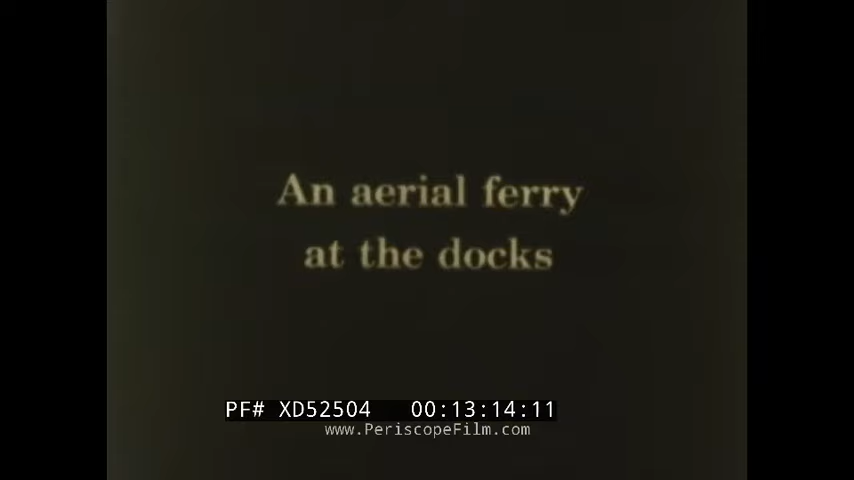 An aerial ferry
at the docks
PF# XD52504 00:13:14:11
www.PeriscopeFilm.com